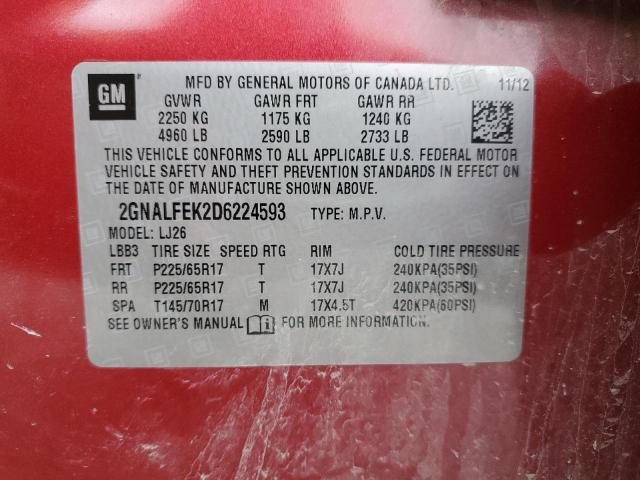 GM MFD BY GENERAL MOTORS OF CANADA LTD. 11/12
GVWR GAWR FRT GAWR RR
2250 KG 1175 KG 1240 KG
4960 LB 2590 LB 2733 LB
THIS VEHICLE CONFORMS TO ALL APPLICABLE U.S. FEDERAL MOTOR
VEHICLE SAFETY AND THEFT PREVENTION STANDARDS IN EFFECT ON
THE DATE OF MANUFACTURE SHOWN ABOVE.
2GNALFEK2D6224593 TYPE: M.P.V.
MODEL: LJ26
LBB3 TIRE SIZE SPEED RTG RIM COLD TIRE PRESSURE
FRT P225/65R17 T 17X7J 240KPA(35PSI)
RR P225/65R17 T 17X7J 240KPA(35PSI)
SPA T145/70R17 M 17X4.5T 420KPA(60PSI)
SEE OWNER'S MANUAL FOR MORE INFORMATION.